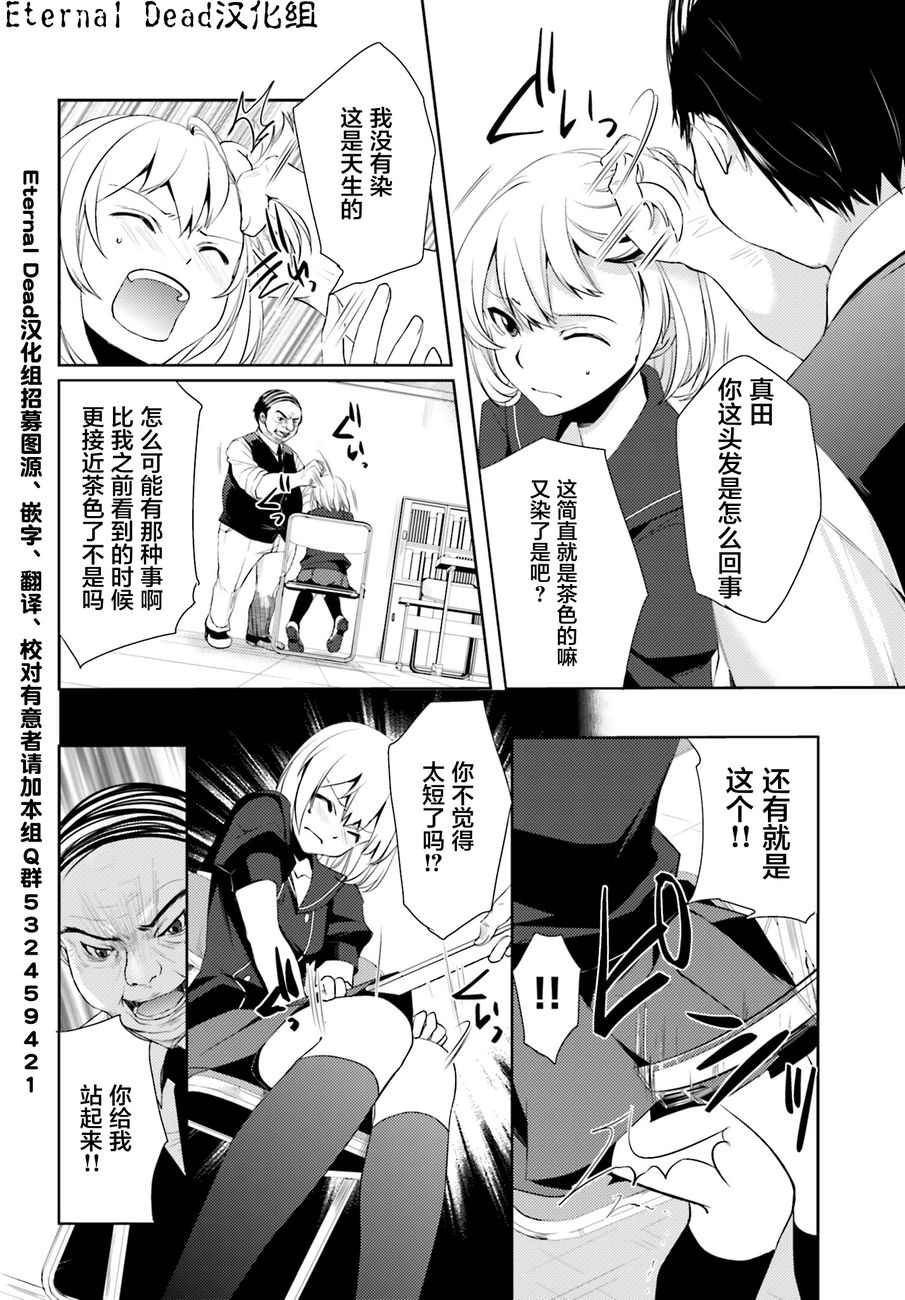 Eternal Dead汉化组
真田
你这头发是怎么回事
这简直就是茶色的嘛
又染了是吧?
我没有染
这是天生的
怎么可能有那种事啊
比我之前看到的时候
更接近茶色了不是吗
还有就是
这个!!
!!
你不觉得
太短了吗!?
你给我
站起来!!
Eternal Dead汉化组招募图源、嵌字、翻译、校对有意者请加本组Q群532459421